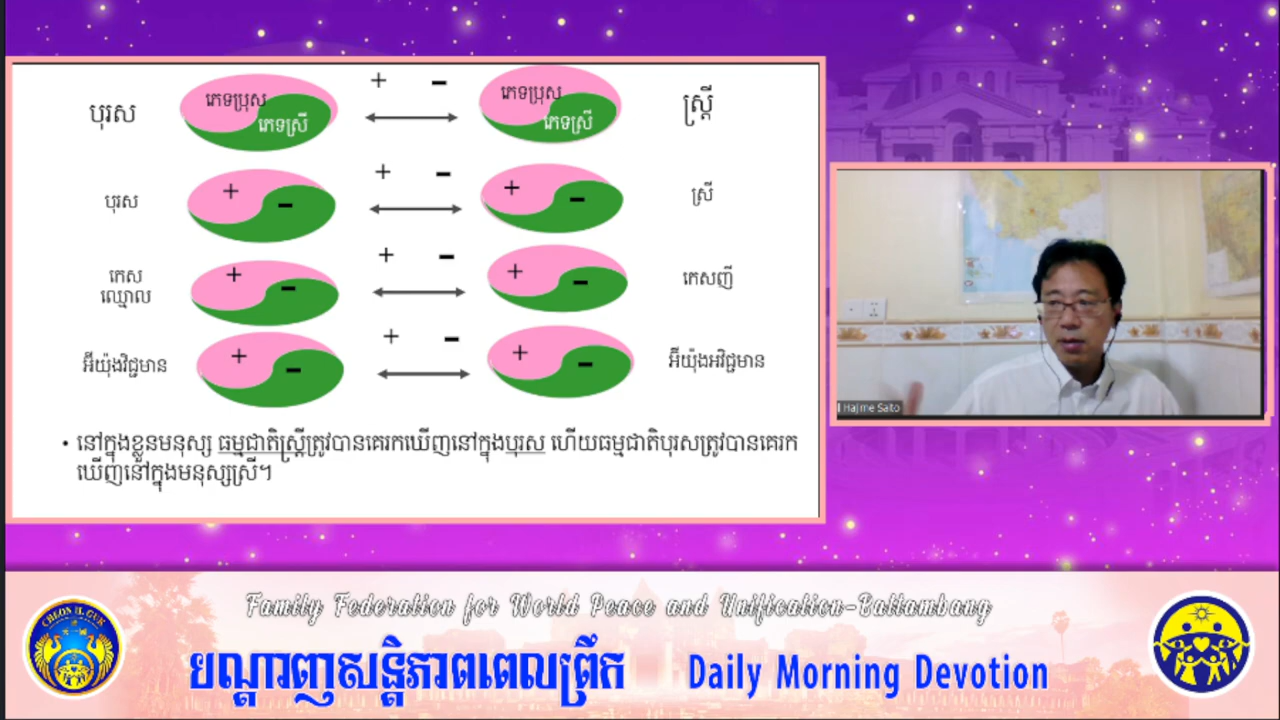 បុរស
ភេទប្រុស
ភេទស្រី
+ −
ភេទប្រុស
ភេទស្រី
ស្ត្រី
បុរស
+ −
+ −
+ −
ស្រី
កេសរ
ឈ្មោល
+ −
+ −
+ −
កេសញី
អ៊ីយ៉ុងវិជ្ជមាន
+ −
+ −
+ −
អ៊ីយ៉ុងអវិជ្ជមាន
• នៅក្នុងខ្លួនមនុស្ស ធម្មជាតិស្ត្រីត្រូវបានគេរកឃើញនៅក្នុងបុរស ហើយធម្មជាតិបុរសត្រូវបានគេរក
ឃើញនៅក្នុងមនុស្សស្រី។
Hajime Saito
Family Federation for World Peace and Unification-Battambang
បណ្តាញសន្តិភាពពេលព្រឹក
Daily Morning Devotion
CHEON IL GUK